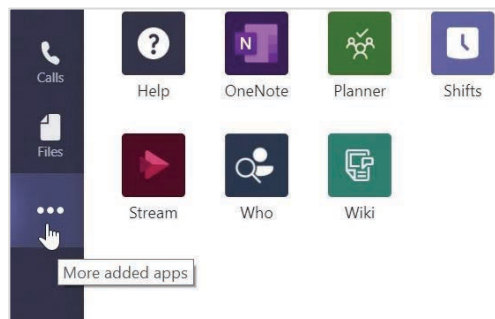 Calls
Files
More added apps
?
N
Help
OneNote
Planner
Shifts
Stream
Who
Wiki